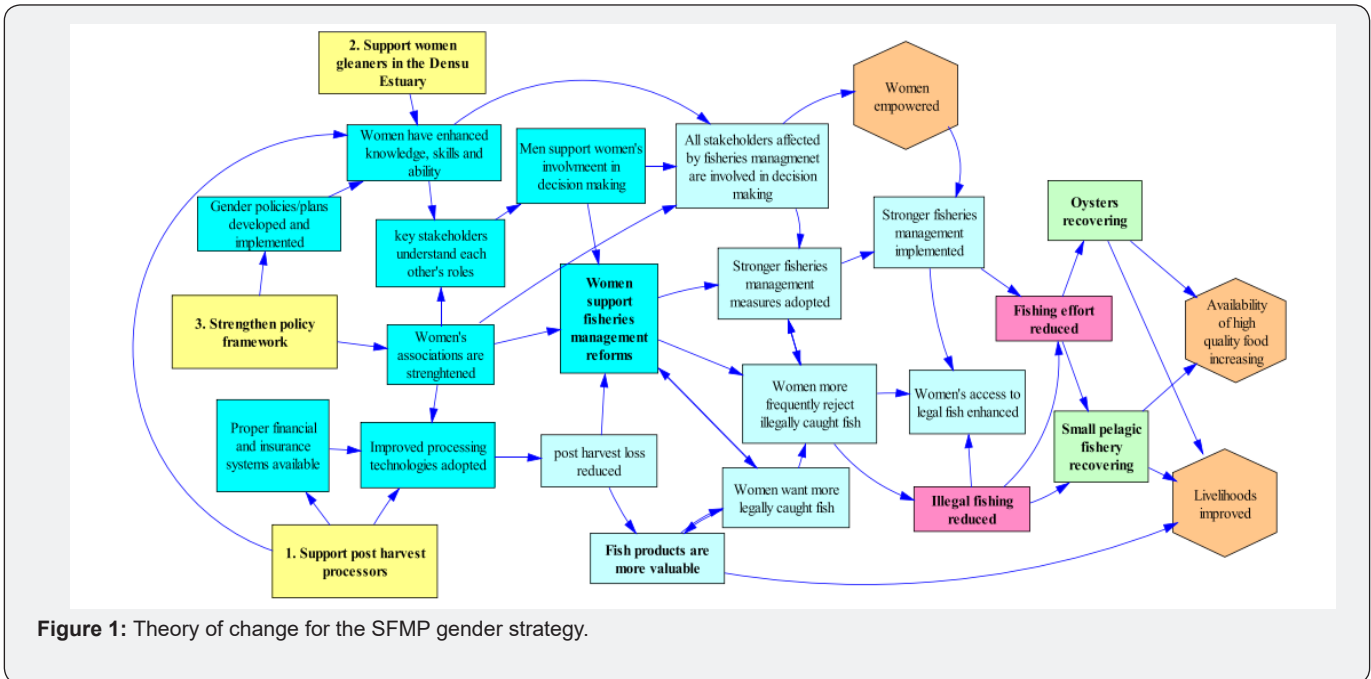 2. Support women
gleaners in the Densu
Estuary
Women
empowered
Women have enhanced
knowledge, skills and
ability
Men support women's
involvmeent in
decision making
All stakeholders affected
by fisheries managmenet
are involved in decision
making
Gender policies/plans
developed and
implemented
key stakeholders
understand each
other's roles
Stronger fisheries
management
implemented
Oysters
recovering
Stronger fisheries
management
measures adopted
Women
support
fisheries
management
reforms
3. Strengthen policy
framework
Women's
associations are
strenghtened
Fishing effort
reduced
Availability
of high
quality food
increasing
Women more
frequently reject
illegally caught fish
Women's access to
legal fish enhanced
Proper financial
and insurance
systems available
Improved processing
technologies adopted
post harvest loss
reduced
Small pelagic
fishery
recovering
Women want more
legally caught fish
Illegal fishing
reduced
Livelihoods
improved
1. Support post harvest
processors
Fish products are
more valuable
Figure 1: Theory of change for the SFMP gender strategy.